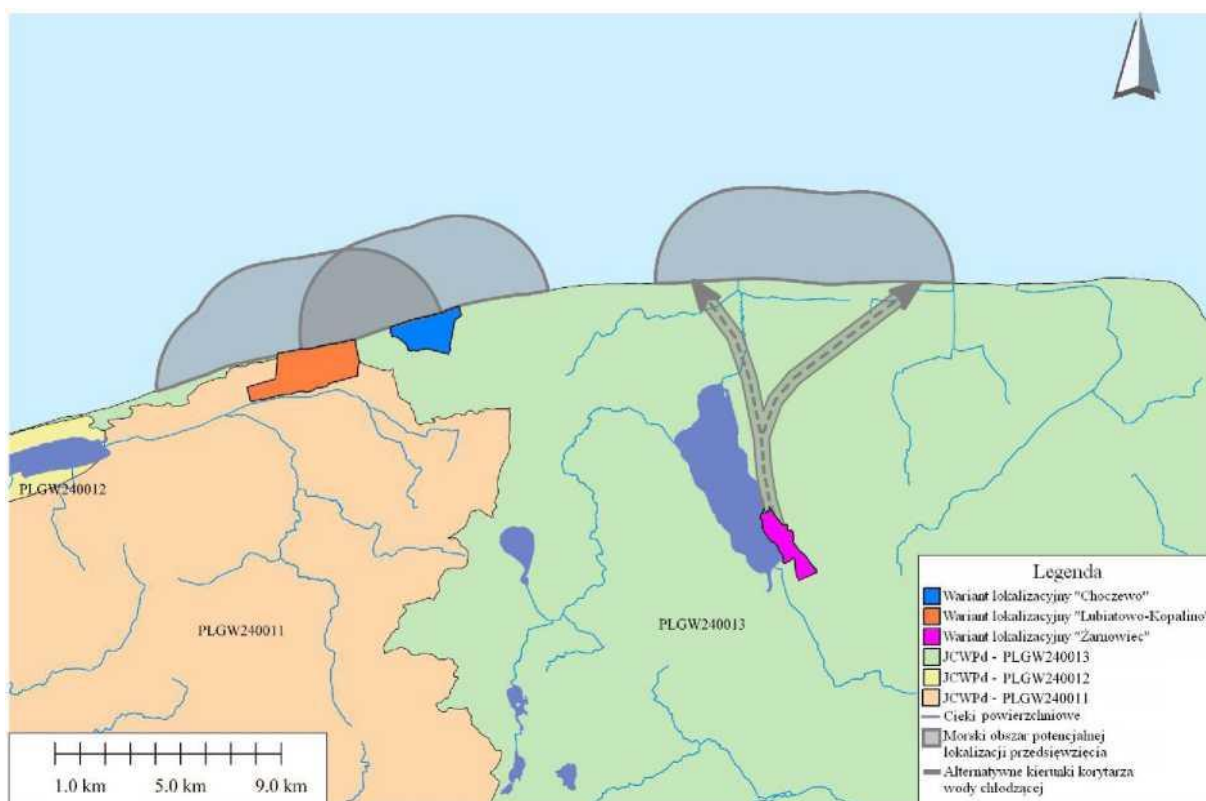 PLGW240012
PLGW240011
PLGW240013
1.0 km 5.0 km 9.0 km
Legenda
Wariant lokalizacyjny "Choczewo"
Wariant lokalizacyjny "Lubiatowo-Kopalino"
Wariant lokalizacyjny "Żarnowiec"
JCWPd - PLGW240013
JCWPd - PLGW240012
JCWPd - PLGW240011
Cieki powierzchniowe
Morski obszar potencjalnej
lokalizacji przedsięwzięcia
Alternatywne kierunki korytarza
wody chłodzącej